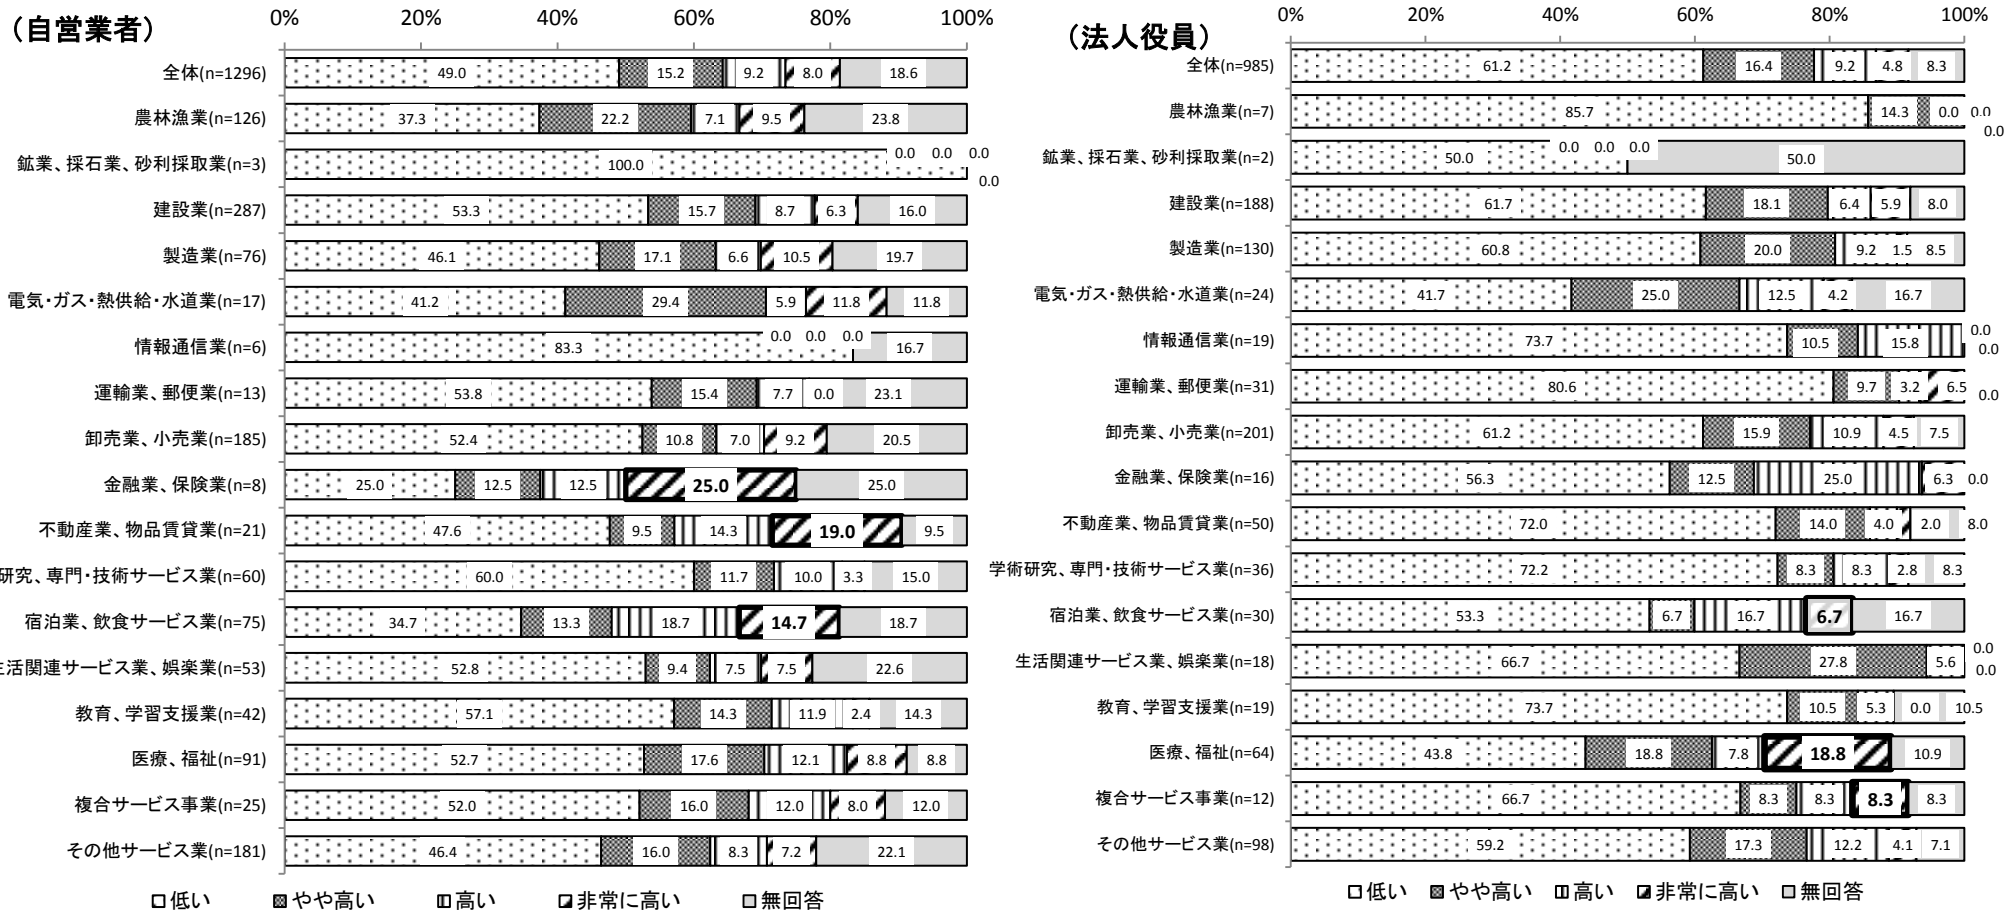 （自営業者）
0% 20% 40% 60% 80% 100%
全体(n=1296) 49.0 15.2 9.2 8.0 18.6
農林漁業(n=126) 37.3 22.2 7.1 9.5 23.8
鉱業、採石業、砂利採取業(n=3) 100.0 0.0 0.0 0.0 0.0
建設業(n=287) 53.3 15.7 8.7 6.3 16.0
製造業(n=76) 46.1 17.1 6.6 10.5 19.7
電気・ガス・熱供給・水道業(n=17) 41.2 29.4 5.9 11.8 11.8
情報通信業(n=6) 83.3 0.0 0.0 0.0 16.7
運輸業、郵便業(n=13) 53.8 15.4 7.7 0.0 23.1
卸売業、小売業(n=185) 52.4 10.8 7.0 9.2 20.5
金融業、保険業(n=8) 25.0 12.5 12.5 25.0 25.0
不動産業、物品賃貸業(n=21) 47.6 9.5 14.3 19.0 9.5
研究、専門・技術サービス業(n=60) 60.0 11.7 10.0 3.3 15.0
宿泊業、飲食サービス業(n=75) 34.7 13.3 18.7 14.7 18.7
生活関連サービス業、娯楽業(n=53) 52.8 9.4 7.5 7.5 22.6
教育、学習支援業(n=42) 57.1 14.3 11.9 2.4 14.3
医療、福祉(n=91) 52.7 17.6 12.1 8.8 8.8
複合サービス事業(n=25) 52.0 16.0 12.0 8.0 12.0
その他サービス業(n=181) 46.4 16.0 8.3 7.2 22.1
低い やや高い 高い 非常に高い 無回答
（法人役員）
0% 20% 40% 60% 80% 100%
全体(n=985) 61.2 16.4 9.2 4.8 8.3
農林漁業(n=7) 85.7 14.3 0.0 0.0 0.0
鉱業、採石業、砂利採取業(n=2) 50.0 0.0 0.0 0.0 50.0
建設業(n=188) 61.7 18.1 6.4 5.9 8.0
製造業(n=130) 60.8 20.0 9.2 1.5 8.5
電気・ガス・熱供給・水道業(n=24) 41.7 25.0 12.5 4.2 16.7
情報通信業(n=19) 73.7 10.5 15.8 0.0 0.0
運輸業、郵便業(n=31) 80.6 9.7 3.2 6.5 0.0
卸売業、小売業(n=201) 61.2 15.9 10.9 4.5 7.5
金融業、保険業(n=16) 56.3 12.5 25.0 6.3 0.0
不動産業、物品賃貸業(n=50) 72.0 14.0 4.0 2.0 8.0
学術研究、専門・技術サービス業(n=36) 72.2 8.3 8.3 2.8 8.3
宿泊業、飲食サービス業(n=30) 53.3 6.7 16.7 6.7 16.7
生活関連サービス業、娯楽業(n=18) 66.7 27.8 5.6 0.0 0.0
教育、学習支援業(n=19) 73.7 10.5 5.3 0.0 10.5
医療、福祉(n=64) 43.8 18.8 7.8 18.8 10.9
複合サービス事業(n=12) 66.7 8.3 8.3 8.3 8.3
その他サービス業(n=98) 59.2 17.3 12.2 4.1 7.1
低い やや高い 高い 非常に高い 無回答